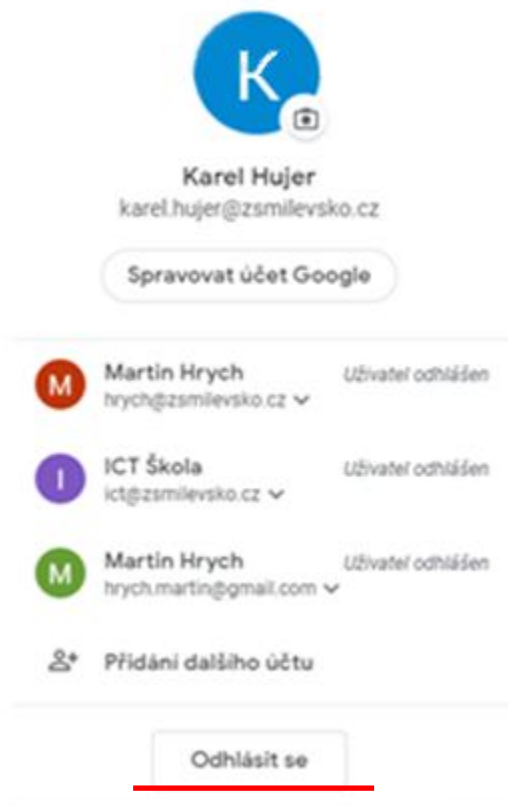 K
Karel Hujer
karel.hujer@zsmilevsko.cz
Spravovat účet Google
M
Martin Hrych
Uživatel odhlášen
hrych@zsmilevsko.cz
I
ICT Škola
Uživatel odhlášen
ict@zsmilevsko.cz
M
Martin Hrych
Uživatel odhlášen
hrych.martin@gmail.com
Přidání dalšího účtu
Odhlásit se